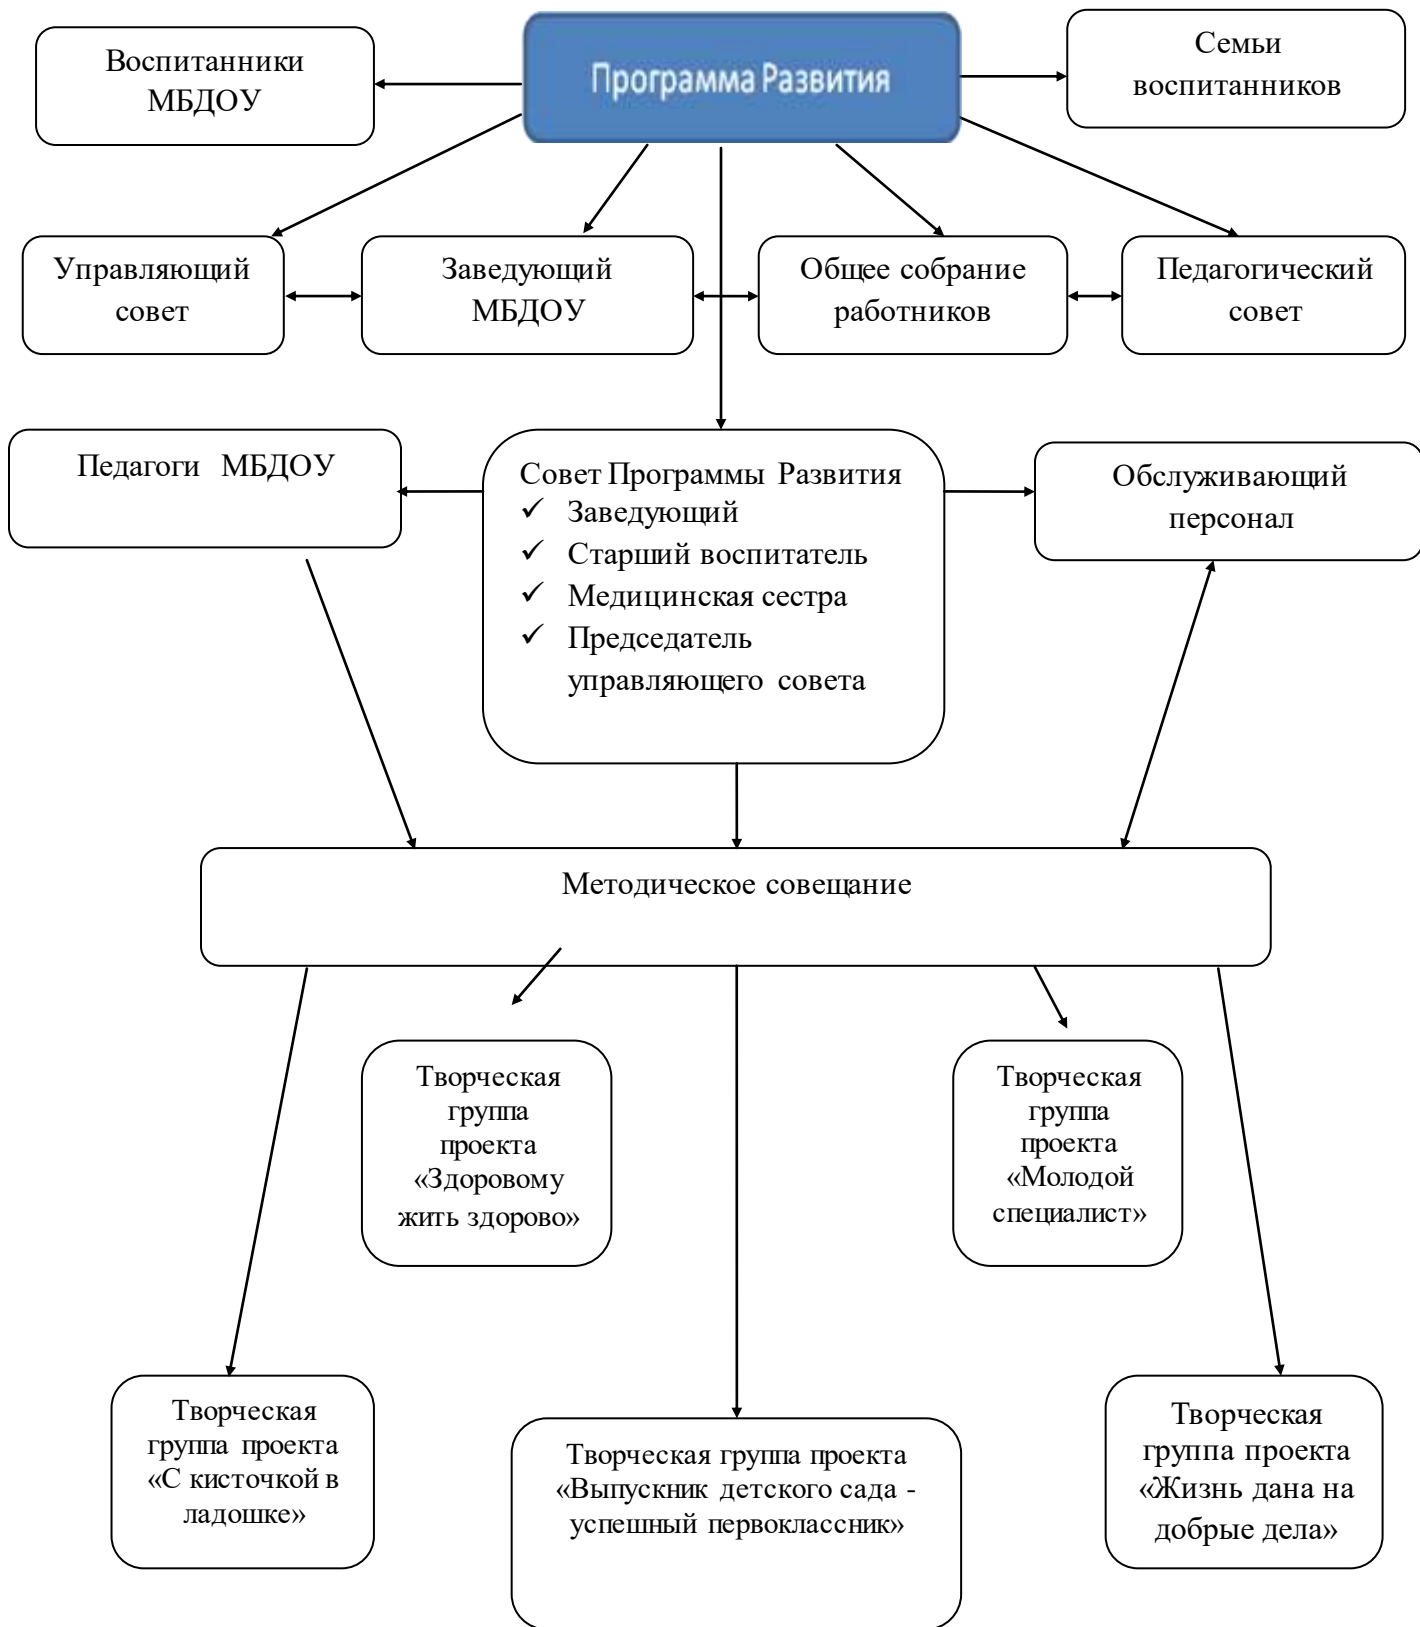 Воспитанники
МБДОУ
Программа Развития
Семьи
воспитанников
Управляющий
совет
Заведующий
МБДОУ
Общее собрание
работников
Педагогический
совет
Педагоги МБДОУ
Совет Программы Развития
✓ Заведующий
✓ Старший воспитатель
✓ Медицинская сестра
✓ Председатель
управляющего совета
Обслуживающий
персонал
Методическое совещание
Творческая
группа
проекта
«Здоровому
жить здорово»
Творческая
группа
проекта
«Молодой
специалист»
Творческая
группа проекта
«С кисточкой в
ладошке»
Творческая группа проекта
«Выпускник детского сада -
успешный первоклассник»
Творческая
группа проекта
«Жизнь дана на
добрые дела»